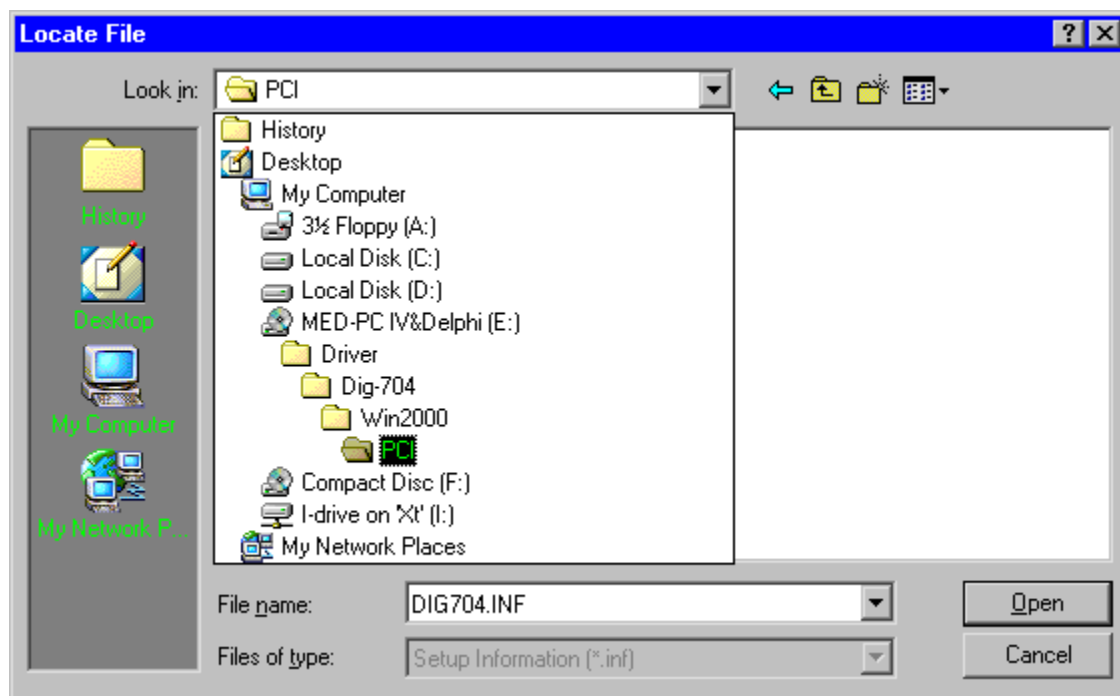 Locate File
Look in:
PCI
History
Desktop
My Computer
3½ Floppy (A:)
Local Disk (C:)
Local Disk (D:)
MED-PC IV&Delphi (E:)
Driver
Dig-704
Win2000
PCI
Compact Disc (F:)
I-drive on 'Xt' (I:)
My Network Places
History
Desktop
My Computer
My Network P...
File name:
DIG704.INF
Open
Files of type:
Setup Information (*.inf)
Cancel